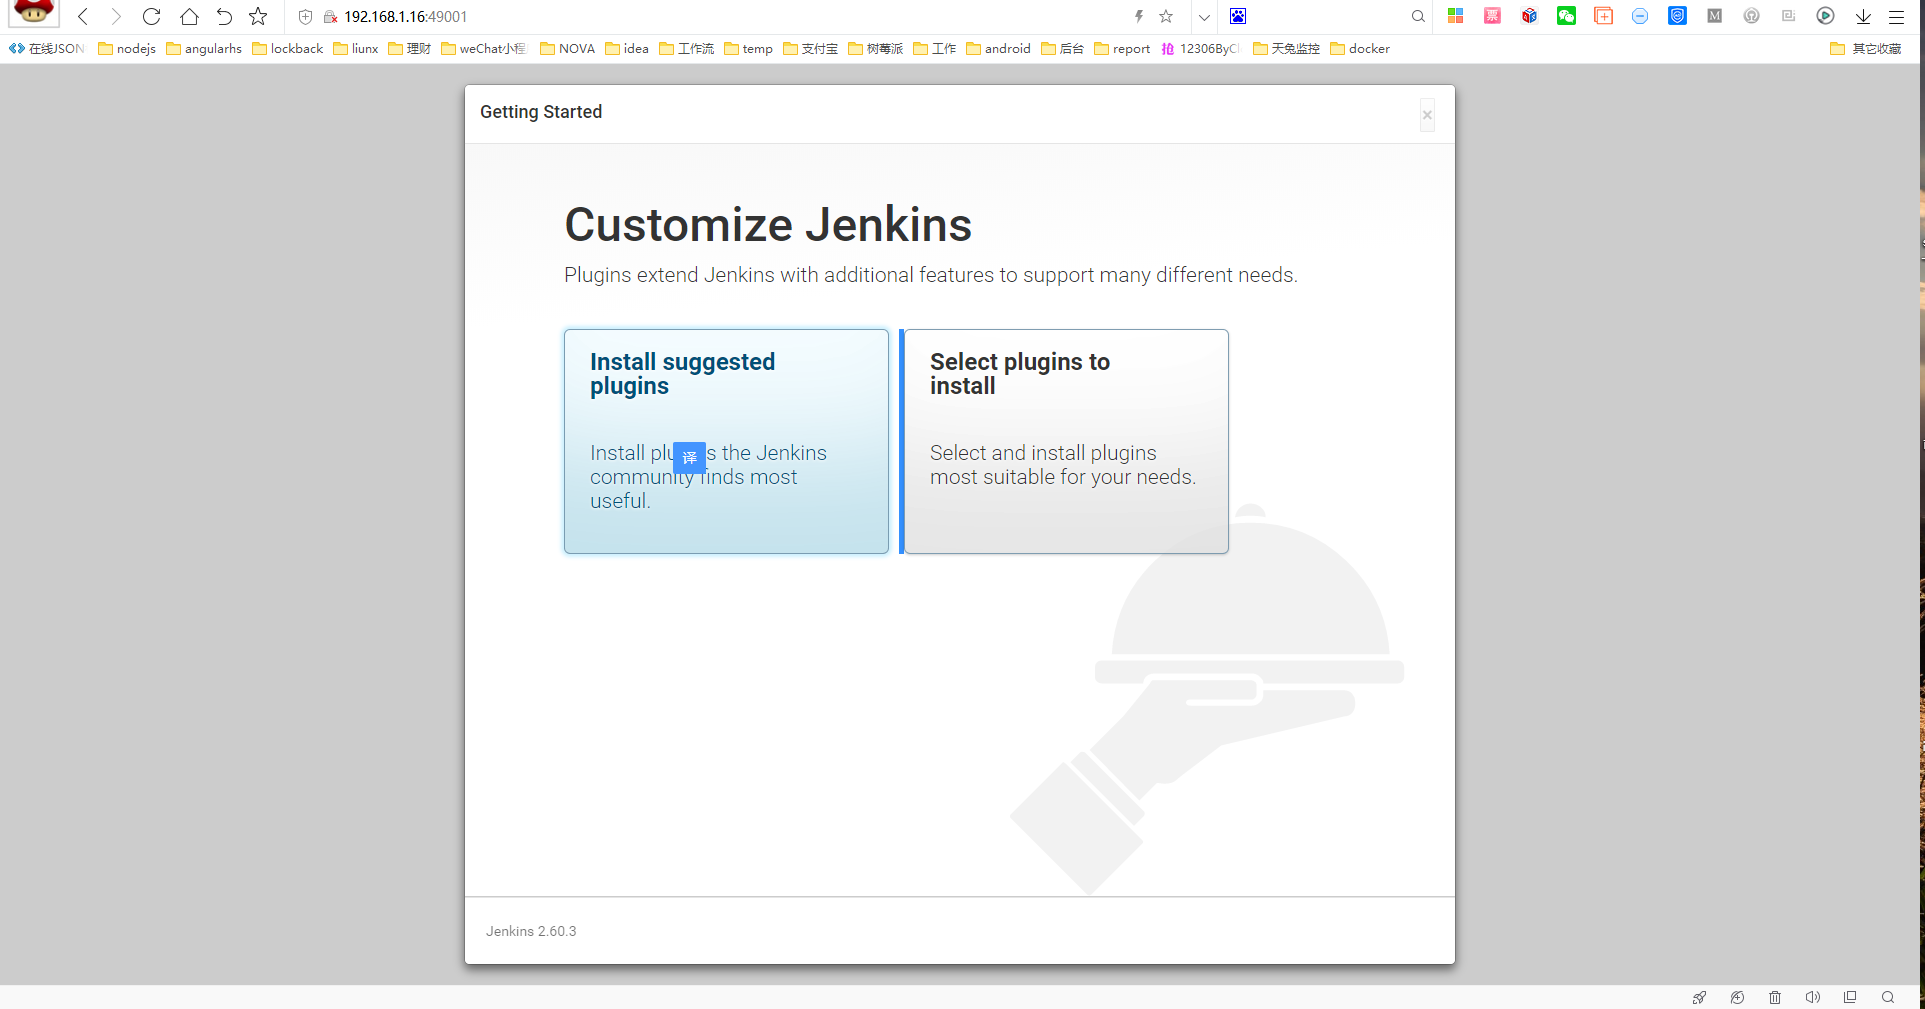 192.168.1.16:49001
在线JSON nodejs angularhs lockback liunx 理财 weChat小程 NOVA idea 工作流 temp 支付宝 树莓派 工作 android 后台 report 抢 12306ByC 天兔监控 docker 其它收藏
票
M
Getting Started
×
Customize Jenkins
Plugins extend Jenkins with additional features to support many different needs.
Install suggested
plugins
Install plu 译 s the Jenkins
community finds most
useful.
Select plugins to
install
Select and install plugins
most suitable for your needs.
Jenkins 2.60.3